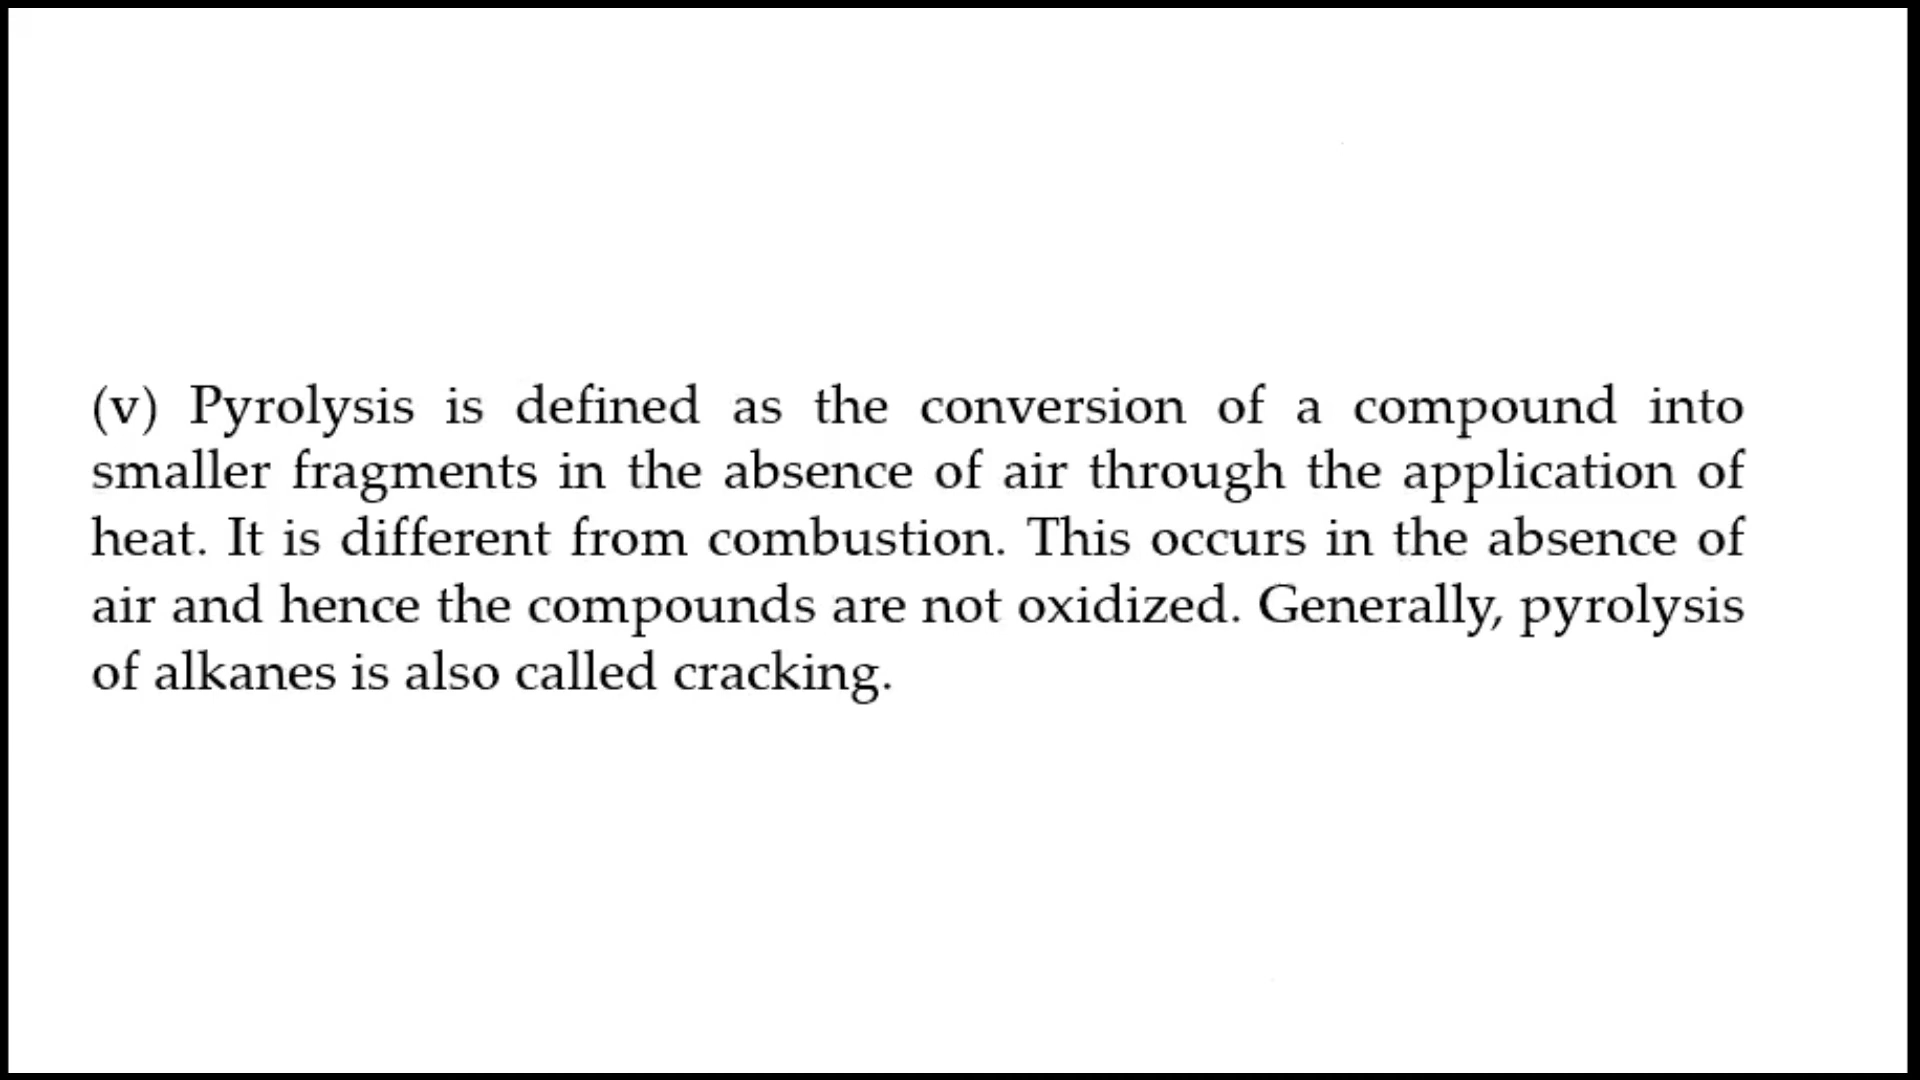 (v) Pyrolysis is defined as the conversion of a compound into
smaller fragments in the absence of air through the application of
heat. It is different from combustion. This occurs in the absence of
air and hence the compounds are not oxidized. Generally, pyrolysis
of alkanes is also called cracking.